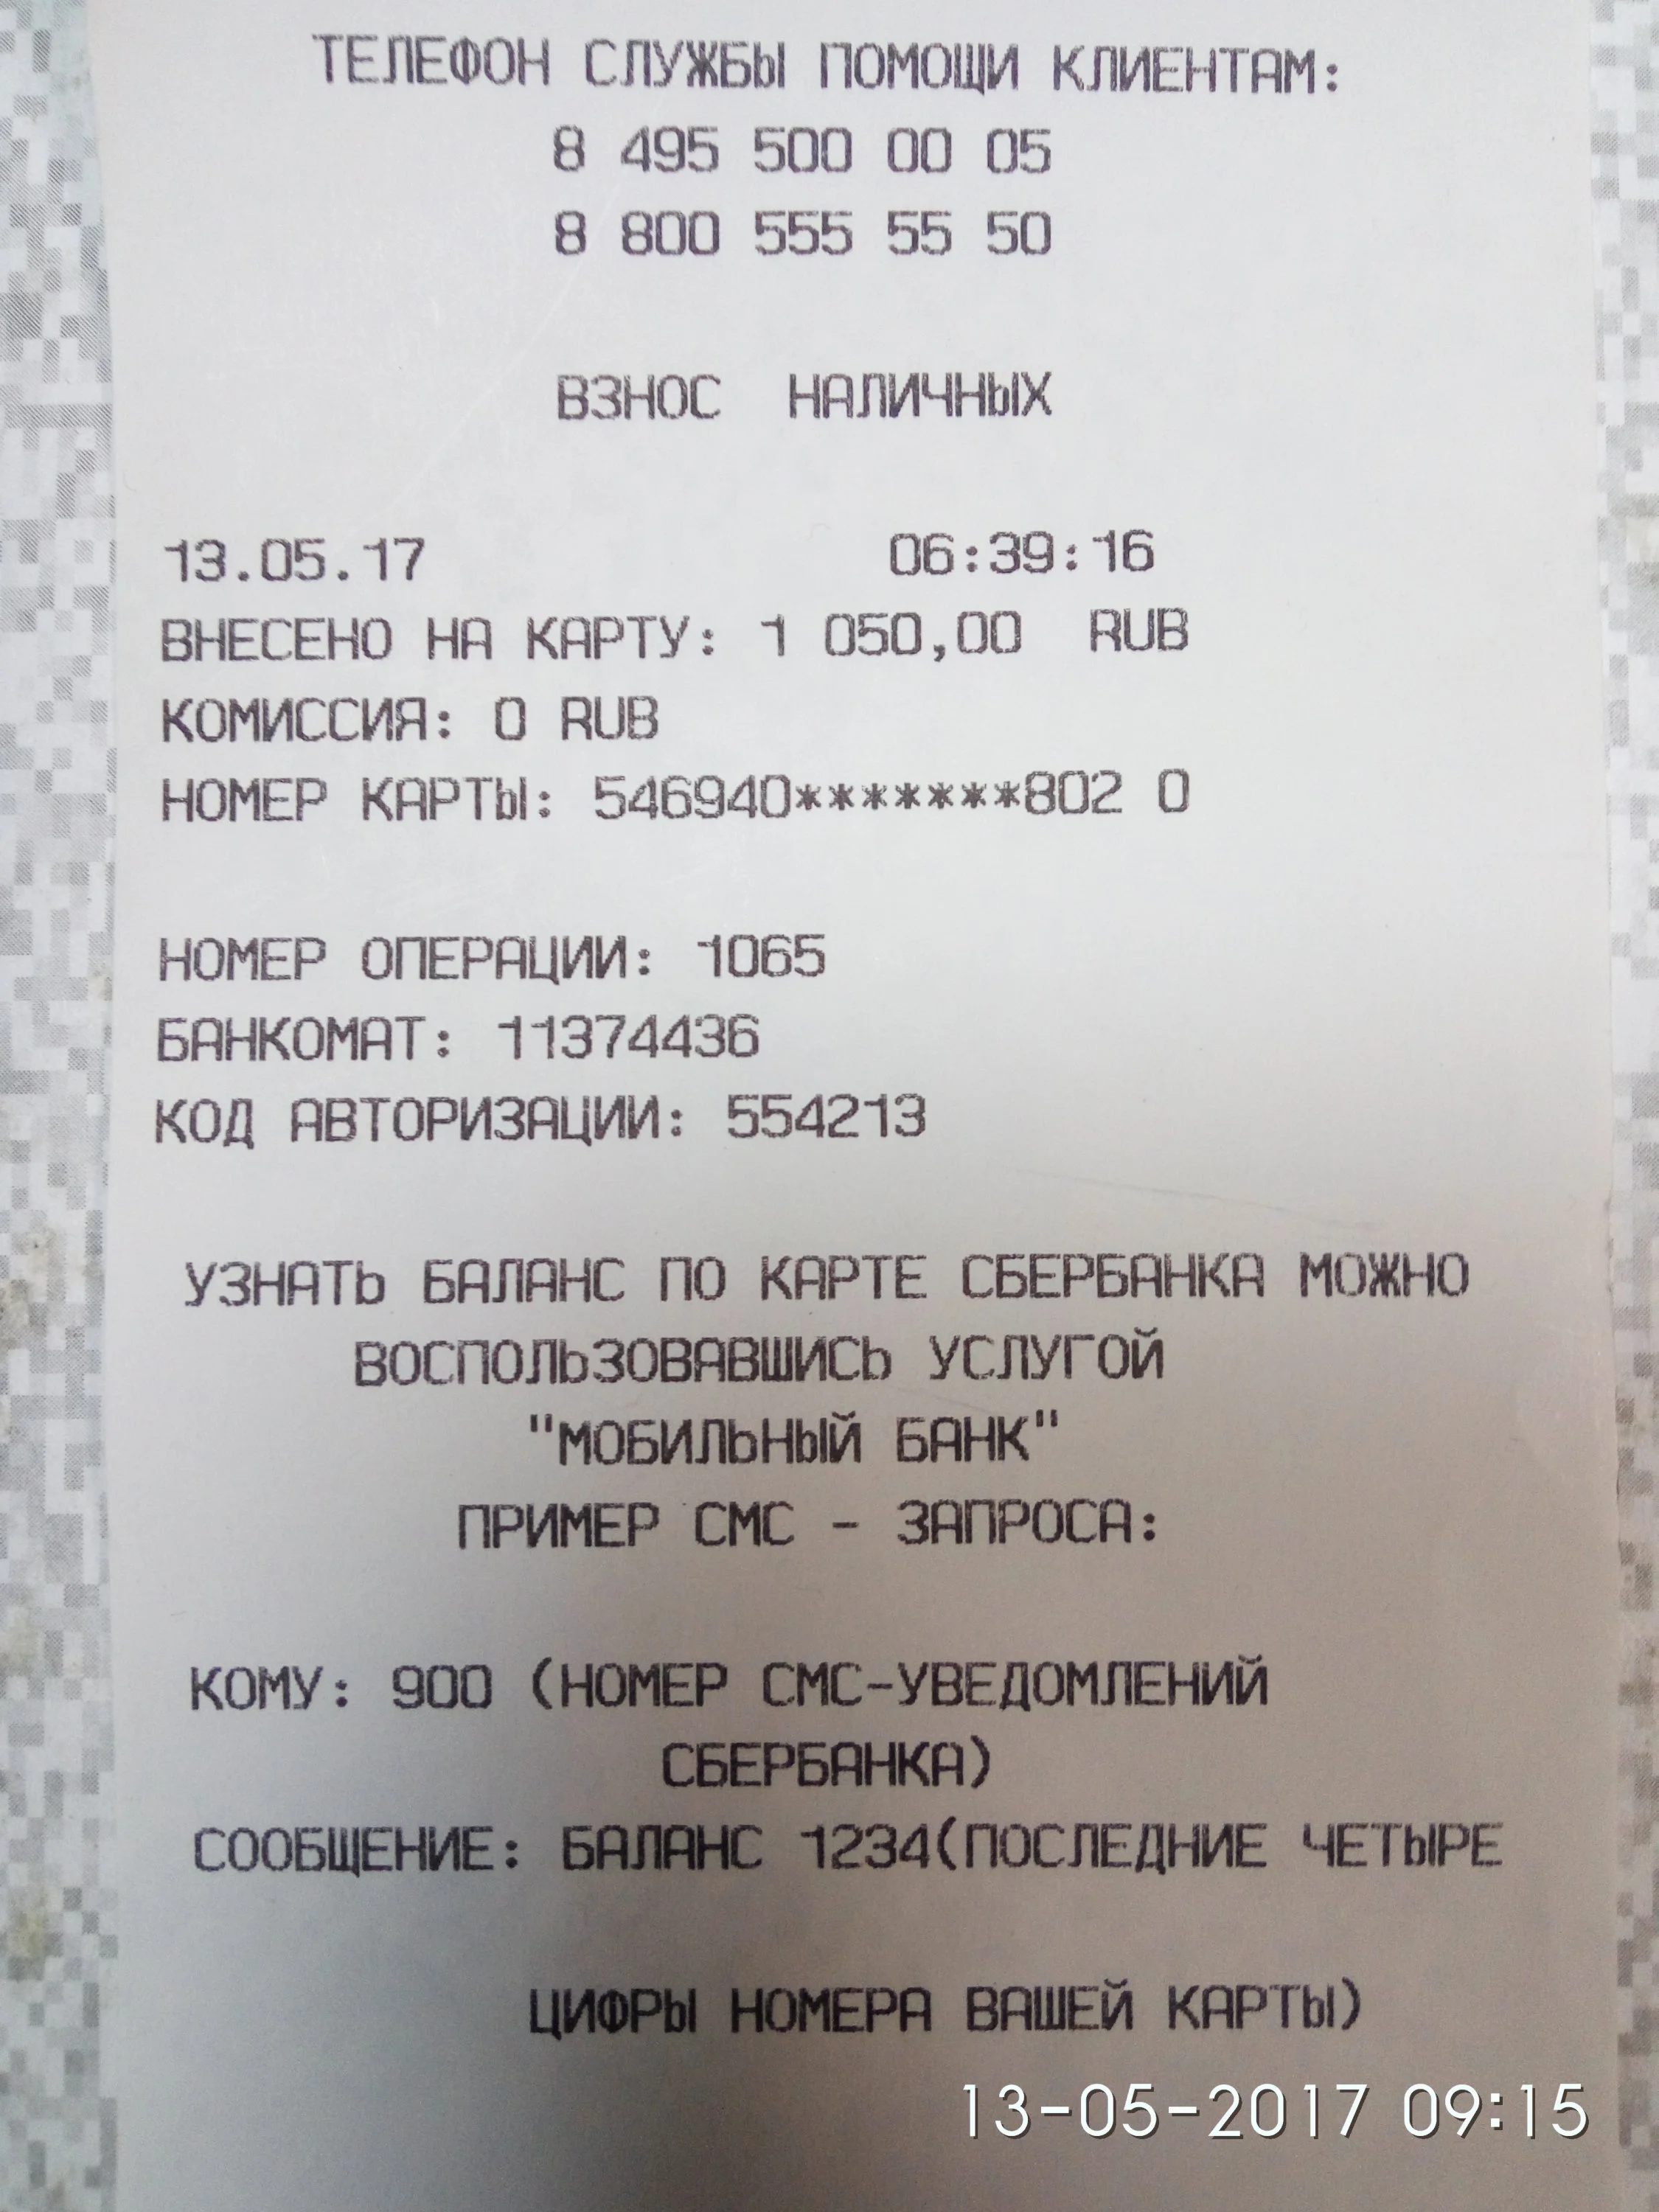 ТЕЛЕФОН СЛУЖБЫ ПОМОЩИ КЛИЕНТАМ:
8 495 500 00 05
8 800 555 55 50
ВЗНОС НАЛИЧНЫХ
13.05.17 06:39:16
ВНЕСЕНО НА КАРТУ: 1 050,00 RUB
КОМИССИЯ: 0 RUB
НОМЕР КАРТЫ: 546940*******802 0
НОМЕР ОПЕРАЦИИ: 1065
БАНКОМАТ: 11374436
КОД АВТОРИЗАЦИИ: 554213
УЗНАТЬ БАЛАНС ПО КАРТЕ СБЕРБАНКА МОЖНО
ВОСПОЛЬЗОВАВШИСЬ УСЛУГОЙ
"МОБИЛЬНЫЙ БАНК"
ПРИМЕР СМС - ЗАПРОСА:
КОМУ: 900 (НОМЕР СМС-УВЕДОМЛЕНИЙ
СБЕРБАНКА)
СООБЩЕНИЕ: БАЛАНС 1234(ПОСЛЕДНИЕ ЧЕТЫРЕ
ЦИФРЫ НОМЕРА ВАШЕЙ КАРТЫ)
13-05-2017 09:15